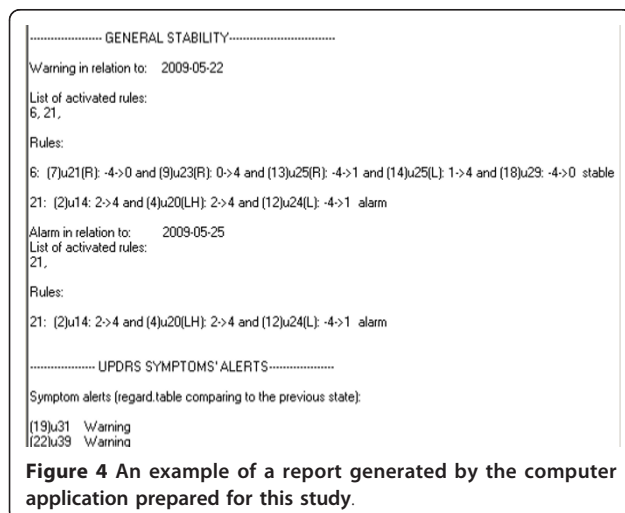 --------------------- GENERAL STABILITY-------------------------------
Warning in relation to: 2009-05-22
List of activated rules:
6, 21,
Rules:
6: (7)u21(R): -4->0 and (9)u23(R): 0->4 and (13)u25(R): -4->1 and (14)u25(L): 1->4 and (18)u29: -4->0 stable
21: (2)u14: 2->4 and (4)u20(LH): 2->4 and (12)u24(L): -4->1 alarm
Alarm in relation to: 2009-05-25
List of activated rules:
21,
Rules:
21: (2)u14: 2->4 and (4)u20(LH): 2->4 and (12)u24(L): -4->1 alarm
------------------- UPDRS SYMPTOMS' ALERTS-------------------
Symptom alerts (regard.table comparing to the previous state):
(19)u31 Warning
(22)u39 Warning
Figure 4 An example of a report generated by the computer
application prepared for this study.